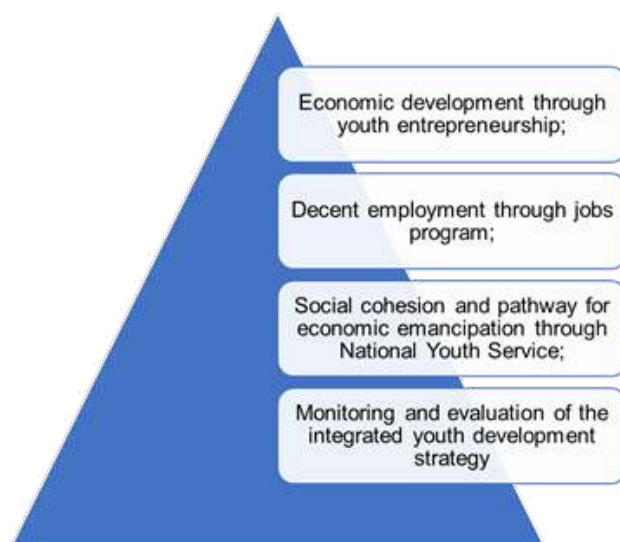 Economic development through
youth entrepreneurship;
Decent employment through jobs
program;
Social cohesion and pathway for
economic emancipation through
National Youth Service;
Monitoring and evaluation of the
integrated youth development
strategy